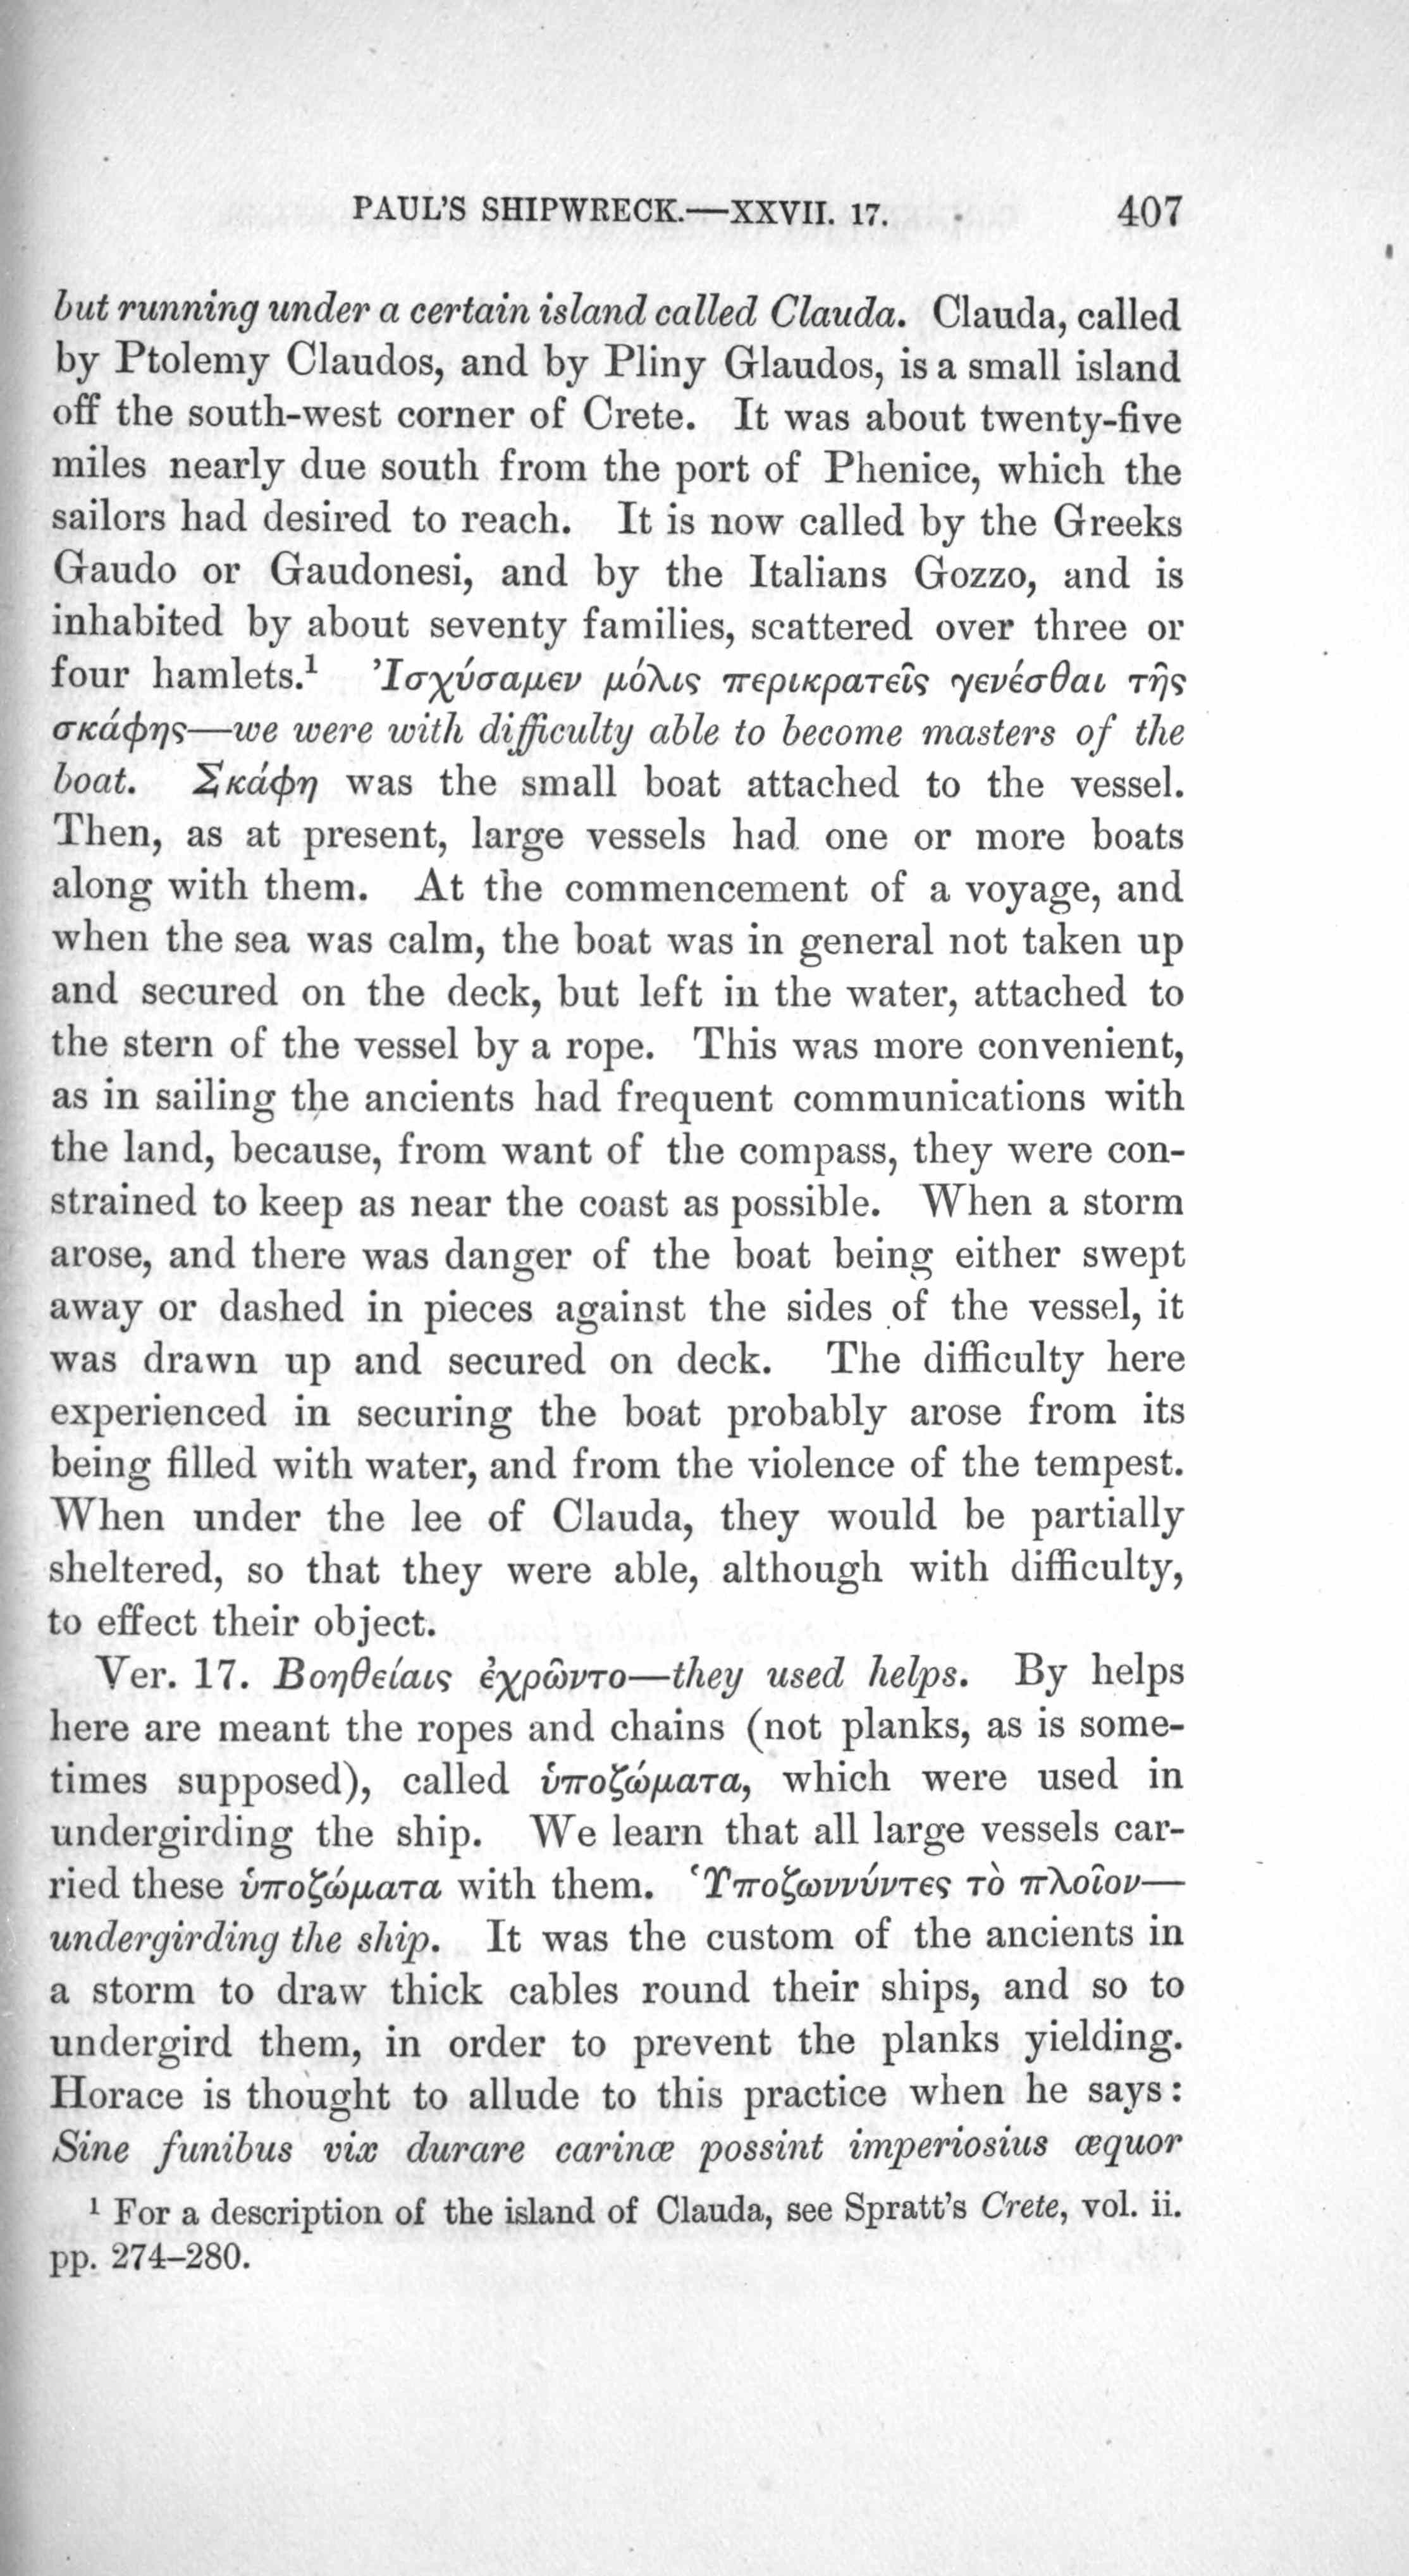 PAUL'S SHIPWRECK.—XXVII. 17. 407
but running under a certain island called Clauda. Clauda, called
by Ptolemy Claudos, and by Pliny Glaudos, is a small island
off the south-west corner of Crete. It was about twenty-five
miles nearly due south from the port of Phenice, which the
sailors had desired to reach. It is now called by the Greeks
Gaudo or Gaudonesi, and by the Italians Gozzo, and is
inhabited by about seventy families, scattered over three or
four hamlets.¹ Ἰσχύσαμεν μόλις περικρατεῖς γενέσθαι τῆς
σκάφης—we were with difficulty able to become masters of the
boat. Σκάφη was the small boat attached to the vessel.
Then, as at present, large vessels had one or more boats
along with them. At the commencement of a voyage, and
when the sea was calm, the boat was in general not taken up
and secured on the deck, but left in the water, attached to
the stern of the vessel by a rope. This was more convenient,
as in sailing the ancients had frequent communications with
the land, because, from want of the compass, they were con-
strained to keep as near the coast as possible. When a storm
arose, and there was danger of the boat being either swept
away or dashed in pieces against the sides of the vessel, it
was drawn up and secured on deck. The difficulty here
experienced in securing the boat probably arose from its
being filled with water, and from the violence of the tempest.
When under the lee of Clauda, they would be partially
sheltered, so that they were able, although with difficulty,
to effect their object.
Ver. 17. Βοηθείαις ἐχρῶντο—they used helps. By helps
here are meant the ropes and chains (not planks, as is some-
times supposed), called ὑποζώματα, which were used in
undergirding the ship. We learn that all large vessels car-
ried these ὑποζώματα with them. Ὑποζωννύντες τὸ πλοῖον—
undergirding the ship. It was the custom of the ancients in
a storm to draw thick cables round their ships, and so to
undergird them, in order to prevent the planks yielding.
Horace is thought to allude to this practice when he says:
Sine funibus vix durare carinæ possint imperiosius æquor
¹ For a description of the island of Clauda, see Spratt's Crete, vol. ii.
pp. 274–280.